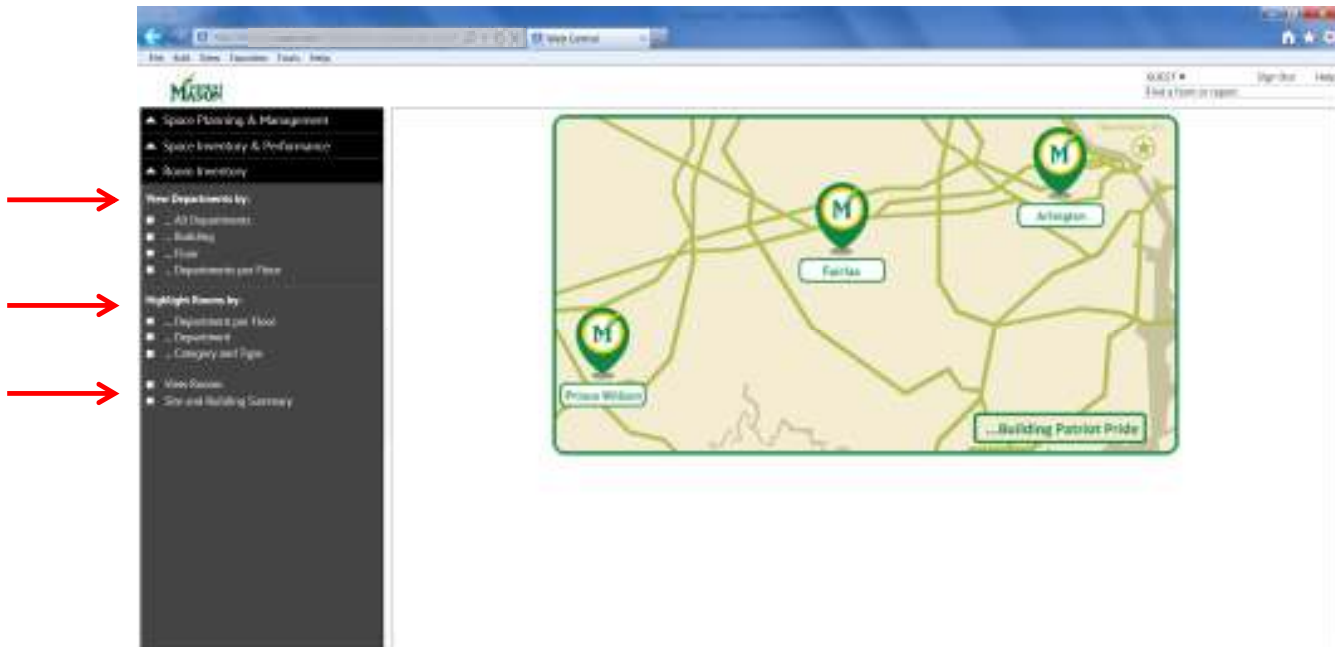 Web Central
File Edit View Favorites Tools Help
MASON
GUEST Sign Out Help
Find a form or report
Space Planning & Management
Space Inventory & Performance
Room Inventory
View Departments by:
... All Departments
... Building
... Floor
... Departments per Floor
Highlight Rooms by:
... Department per Floor
... Department
... Category and Type
View Rooms
Site and Building Summary
M
Arlington
M
Fairfax
M
Prince William
...Building Patriot Pride